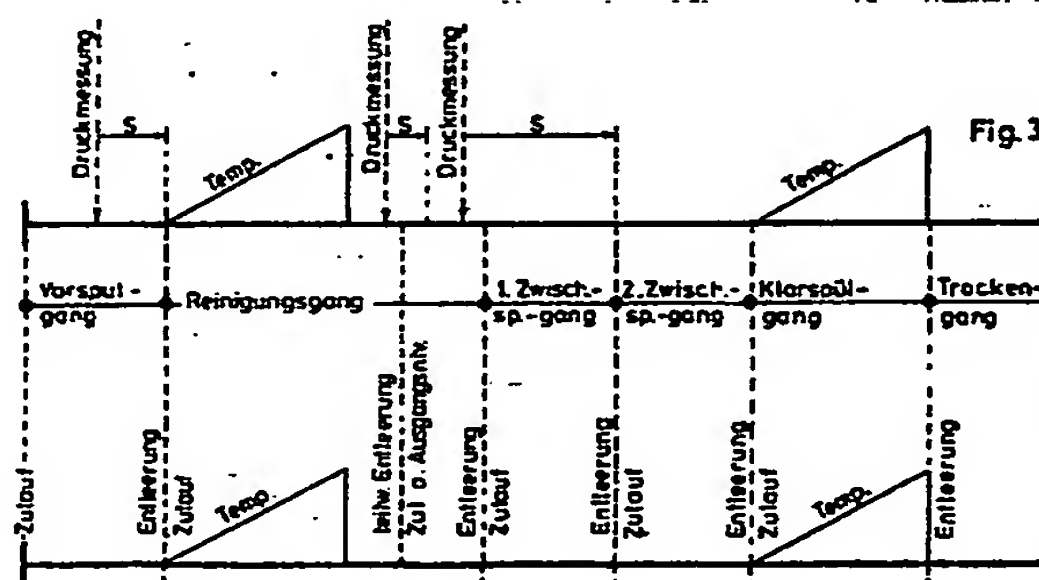 Druckmessung
S
Temp.
Druckmessung
S
Druckmessung
S
Temp.
Fig. 3
Vorspül-
gang
Reinigungsgang
1. Zwisch.-
sp.-gang
2. Zwisch.-
sp.-gang
Klarspül-
gang
Trocken-
gang
Zulauf
Entleerung
Zulauf
Temp.
teilw. Entleerung
Zul. a. Ausgangsniv.
Entleerung
Zulauf
Entleerung
Zulauf
Entleerung
Zulauf
Temp.
Entleerung